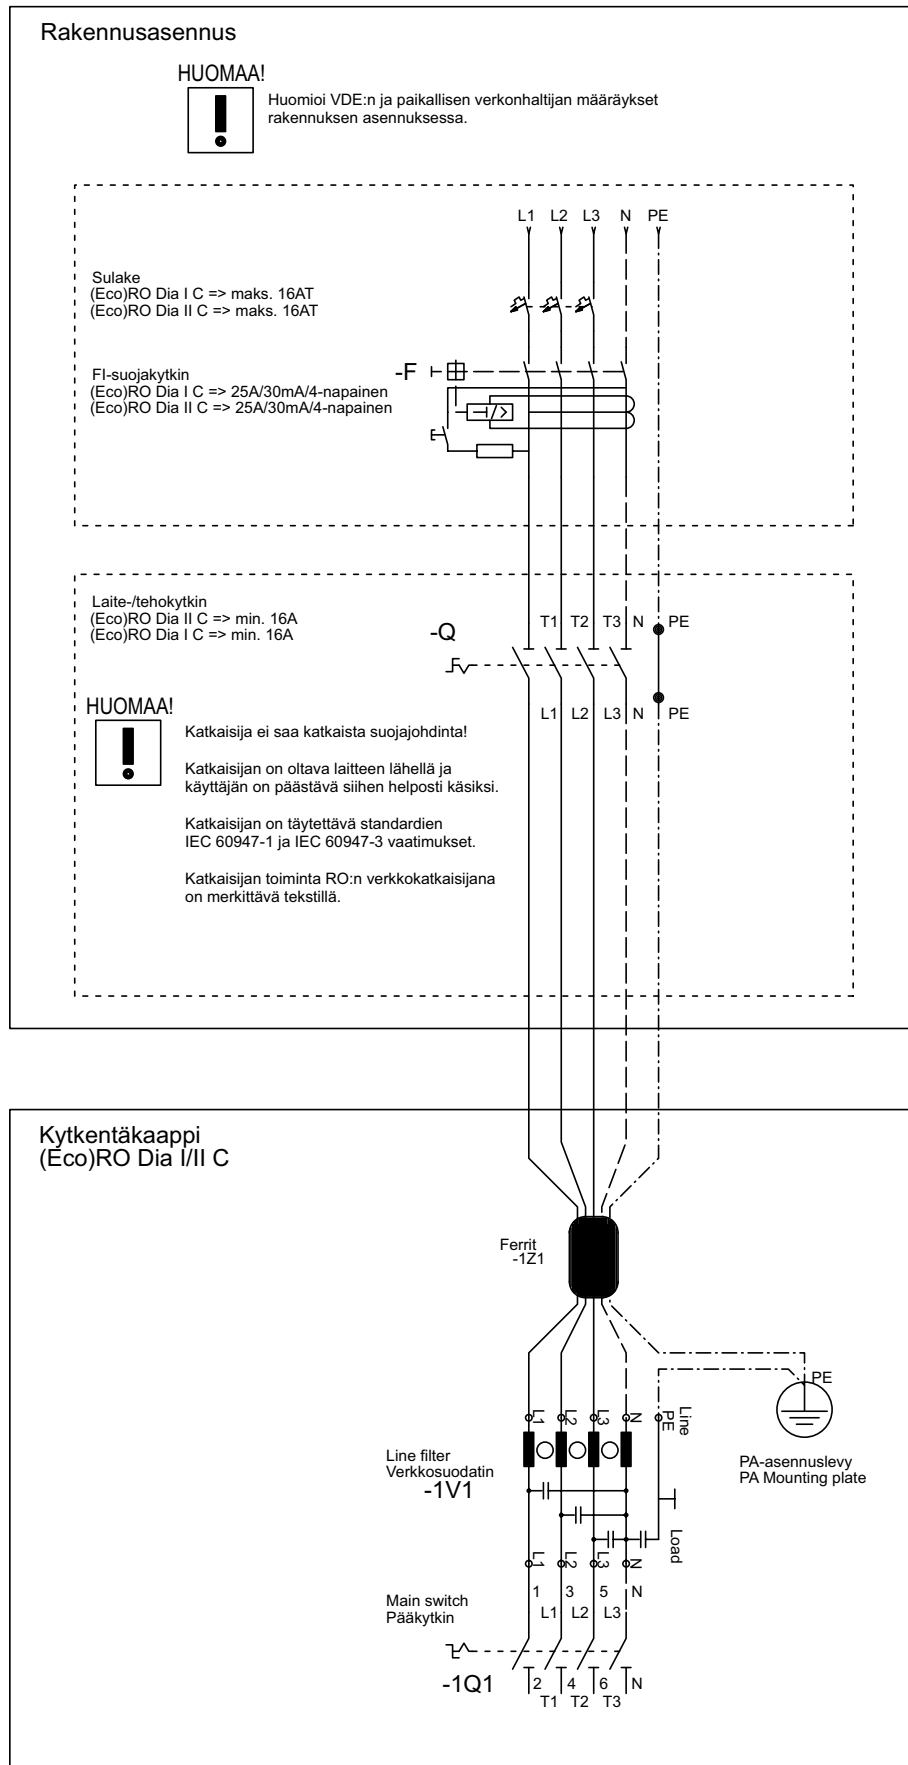 Rakennusasennus
HUOMAA!
Huomioi VDE:n ja paikallisen verkonhaltijan määräykset
rakennuksen asennuksessa.
L1 L2 L3 N PE
Sulake
(Eco)RO Dia I C => maks. 16AT
(Eco)RO Dia II C => maks. 16AT
-F
FI-suojakytkin
(Eco)RO Dia I C => 25A/30mA/4-napainen
(Eco)RO Dia II C => 25A/30mA/4-napainen
Laite-/tehokytkin
(Eco)RO Dia II C => min. 16A
(Eco)RO Dia I C => min. 16A
-Q
T1 T2 T3 N PE
L1 L2 L3 N PE
HUOMAA!
Katkaisija ei saa katkaista suojajohdinta!
Katkaisijan on oltava laitteen lähellä ja
käyttäjän on päästävä siihen helposti käsiksi.
Katkaisijan on täytettävä standardien
IEC 60947-1 ja IEC 60947-3 vaatimukset.
Katkaisijan toiminta RO:n verkkokatkaisijana
on merkittävä tekstillä.
Kytkentäkaappi
(Eco)RO Dia I/II C
Ferrit
-1Z1
PE
L1 L2 L3 N PE Line
PA-asennuslevy
PA Mounting plate
Line filter
Verkkosuodatin
-1V1
Load
L1 L2 L3 N
1 3 5 N
Main switch
Pääkytkin
L1 L2 L3
-1Q1
2 4 6 N
T1 T2 T3